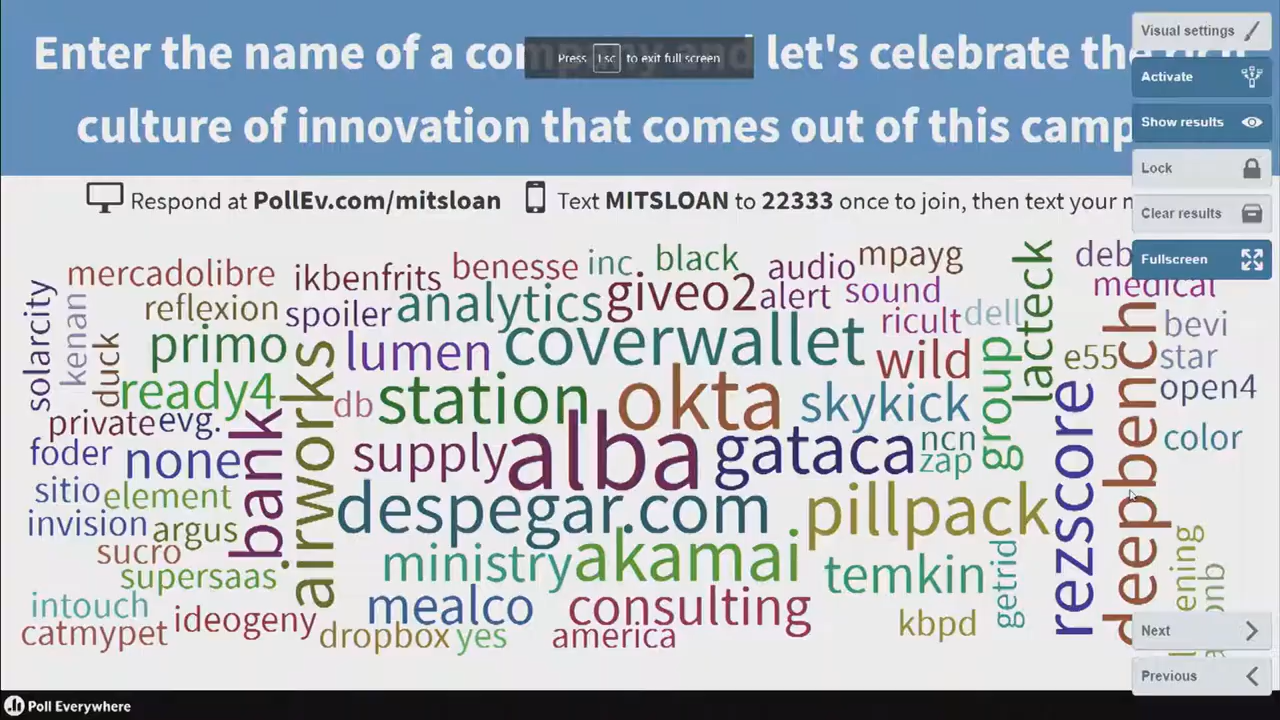 Enter the name of a company and let's celebrate the rich
culture of innovation that comes out of this camp
Press Esc to exit full screen
Visual settings
Activate
Show results
Lock
Clear results
Fullscreen
Respond at PollEv.com/mitsloan Text MITSLOAN to 22333 once to join, then text your m
mercadolibre ikbenfrits benesse inc. black audio mpayg lacteck deb
solarcity kenan reflexion spoiler analytics giveo2 alert sound medical
duck primo lumen coverwallet ricult dell bevi
ready4 airworks db station okta wild group e55 star
private evg. skykick open4
foder none bank supply alba gataca ncn zap rezscore deepbench color
sitio element despegar.com pillpack
invision argus
sucro ministry akamai temkin getrid ening
supersaas onb
intouch ideogeny mealco consulting kbpd
catmypet dropbox yes america
Next
Previous
Poll Everywhere